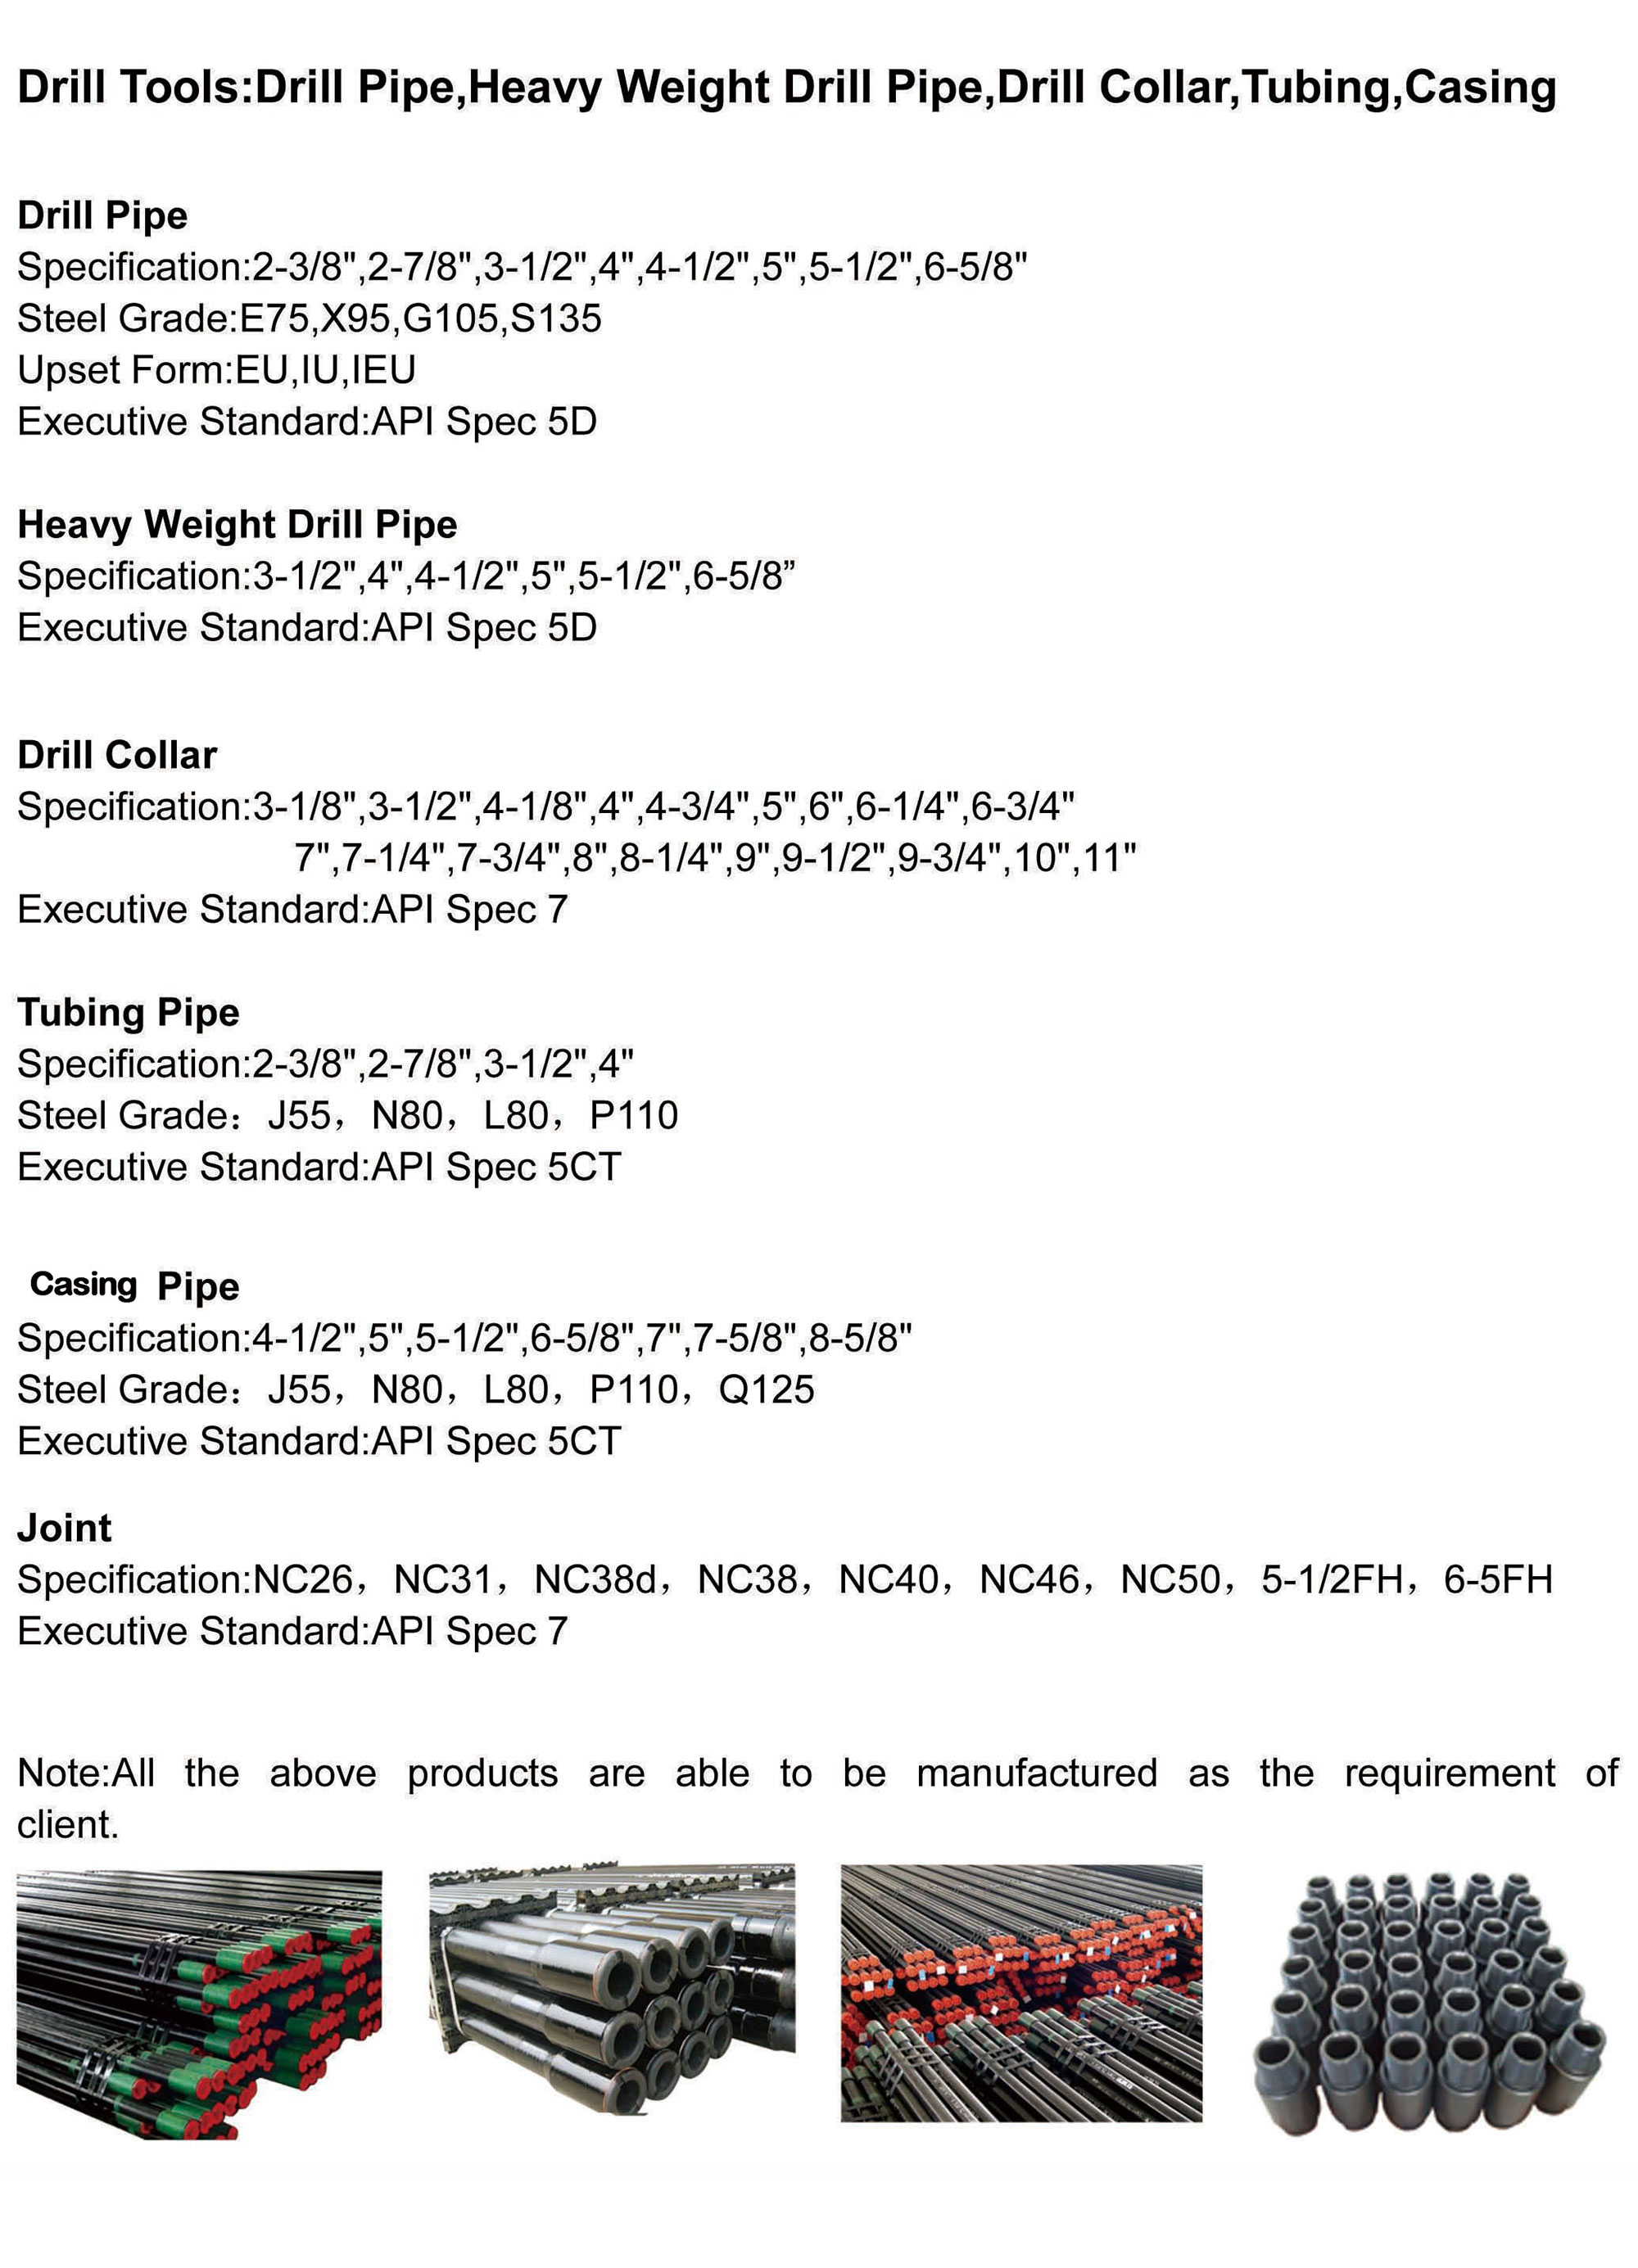 Drill Tools:Drill Pipe,Heavy Weight Drill Pipe,Drill Collar,Tubing,Casing
Drill Pipe
Specification:2-3/8",2-7/8",3-1/2",4",4-1/2",5",5-1/2",6-5/8"
Steel Grade:E75,X95,G105,S135
Upset Form:EU,IU,IEU
Executive Standard:API Spec 5D
Heavy Weight Drill Pipe
Specification:3-1/2",4",4-1/2",5",5-1/2",6-5/8”
Executive Standard:API Spec 5D
Drill Collar
Specification:3-1/8",3-1/2",4-1/8",4",4-3/4",5",6",6-1/4",6-3/4"
7",7-1/4",7-3/4",8",8-1/4",9",9-1/2",9-3/4",10",11"
Executive Standard:API Spec 7
Tubing Pipe
Specification:2-3/8",2-7/8",3-1/2",4"
Steel Grade：J55，N80，L80，P110
Executive Standard:API Spec 5CT
Casing Pipe
Specification:4-1/2",5",5-1/2",6-5/8",7",7-5/8",8-5/8"
Steel Grade：J55，N80，L80，P110，Q125
Executive Standard:API Spec 5CT
Joint
Specification:NC26，NC31，NC38d，NC38，NC40，NC46，NC50，5-1/2FH，6-5FH
Executive Standard:API Spec 7
Note:All the above products are able to be manufactured as the requirement of
client.